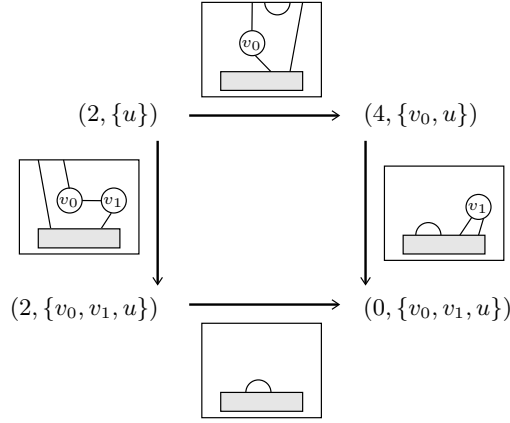 v₀
(2, {u}) (4, {v₀, u})
v₀ v₁ v₁
(2, {v₀, v₁, u}) (0, {v₀, v₁, u})